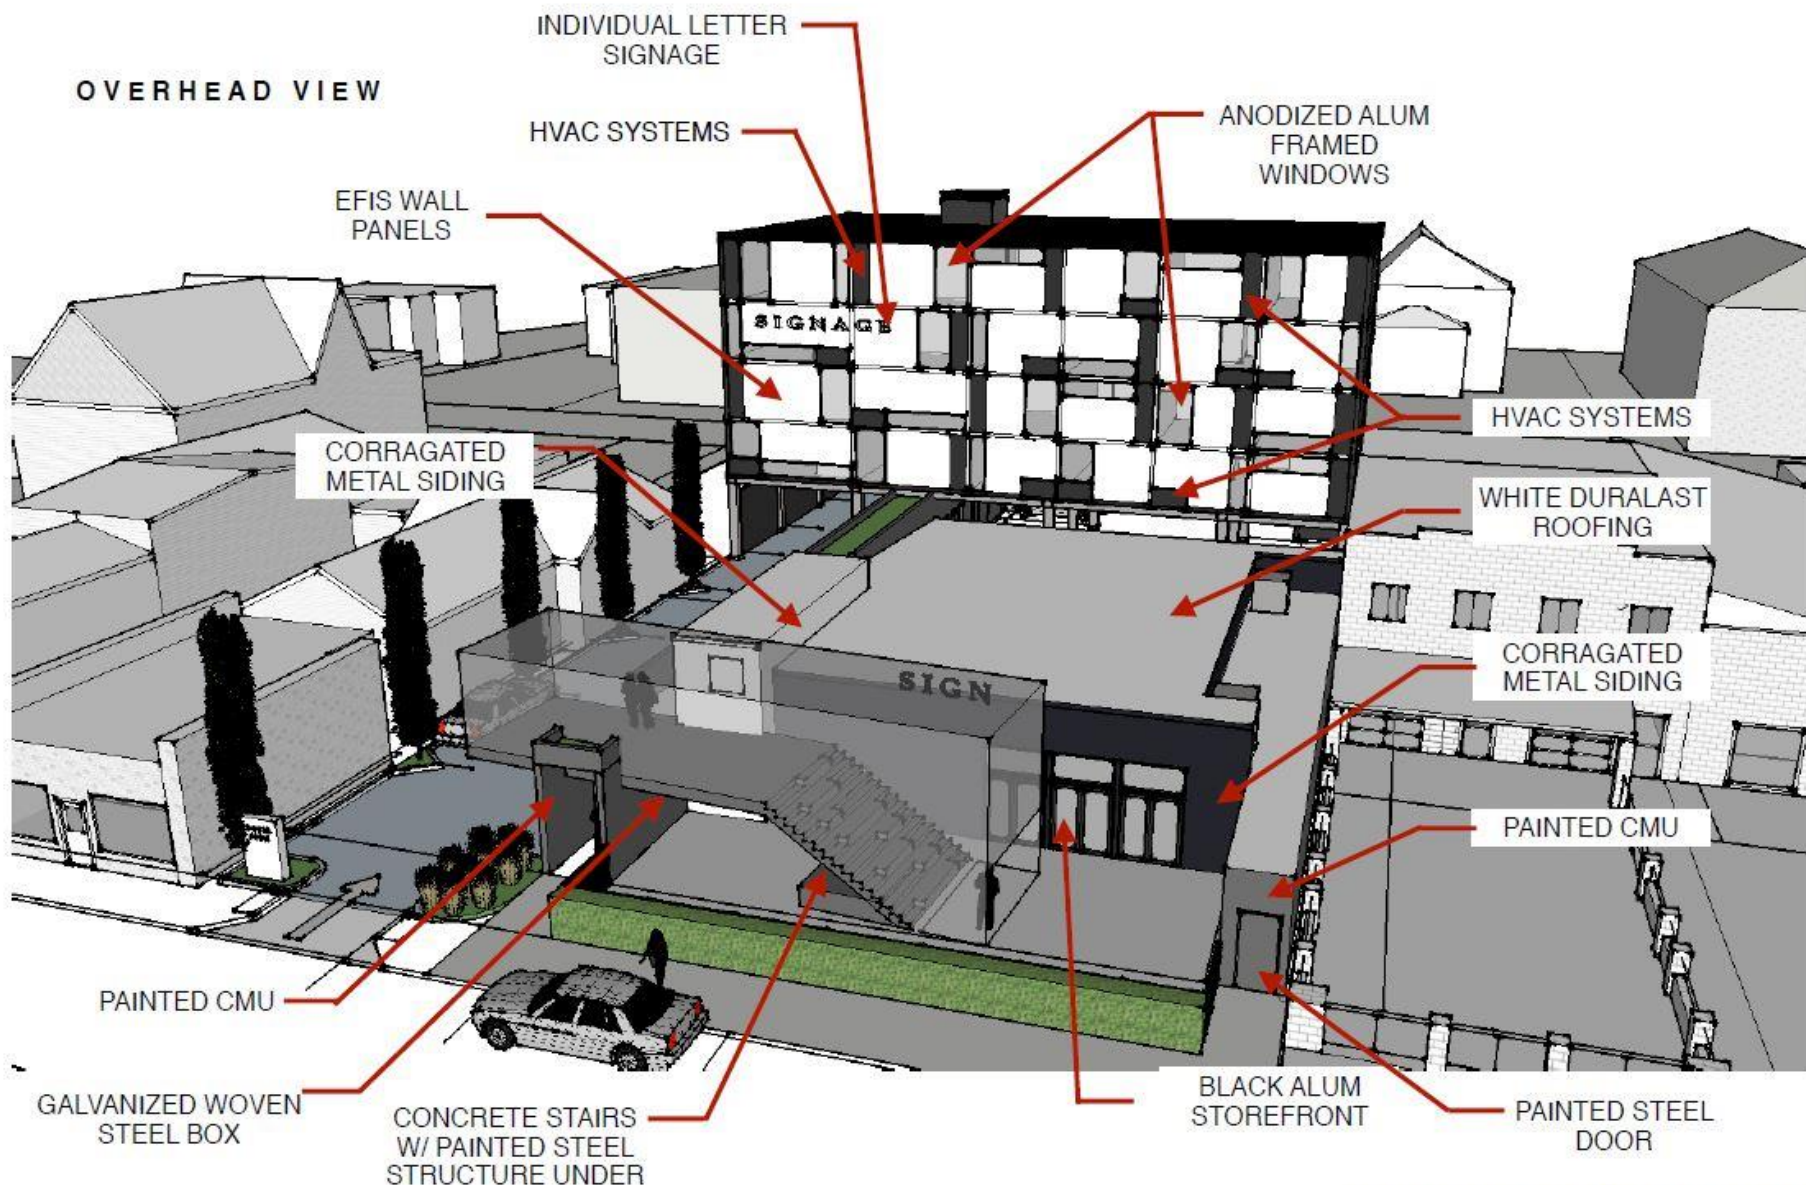 INDIVIDUAL LETTER
SIGNAGE
OVERHEAD VIEW
HVAC SYSTEMS
ANODIZED ALUM
FRAMED
WINDOWS
EFIS WALL
PANELS
SIGNAGE
HVAC SYSTEMS
CORRAGATED
METAL SIDING
WHITE DURALAST
ROOFING
CORRAGATED
METAL SIDING
SIGN
PAINTED CMU
PAINTED CMU
GALVANIZED WOVEN
STEEL BOX
CONCRETE STAIRS
W/ PAINTED STEEL
STRUCTURE UNDER
BLACK ALUM
STOREFRONT
PAINTED STEEL
DOOR